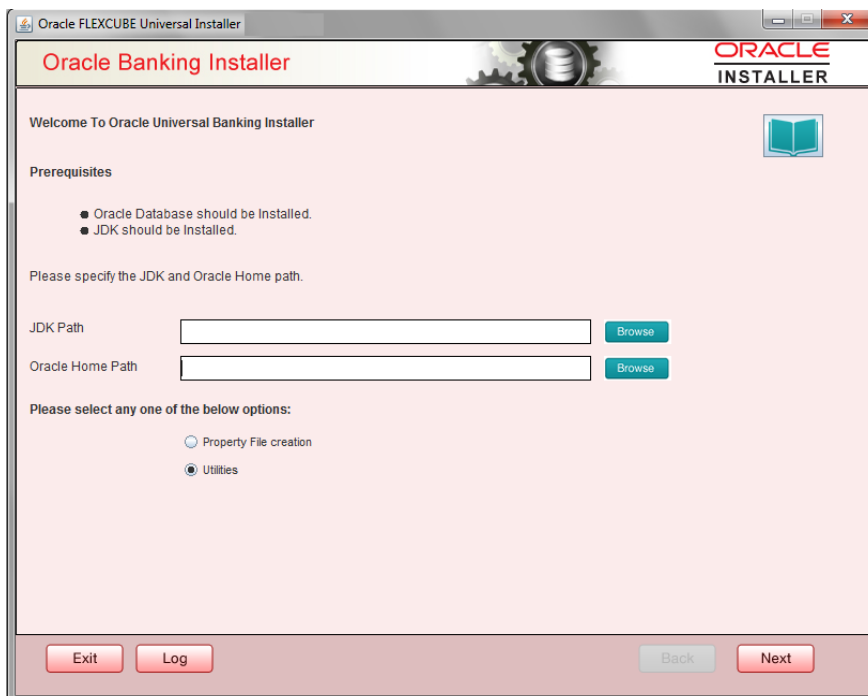 Oracle FLEXCUBE Universal Installer
Oracle Banking Installer
ORACLE
INSTALLER
Welcome To Oracle Universal Banking Installer
Prerequisites
Oracle Database should be Installed.
JDK should be Installed.
Please specify the JDK and Oracle Home path.
JDK Path
Browse
Oracle Home Path
Browse
Please select any one of the below options:
Property File creation
Utilities
Exit
Log
Back
Next